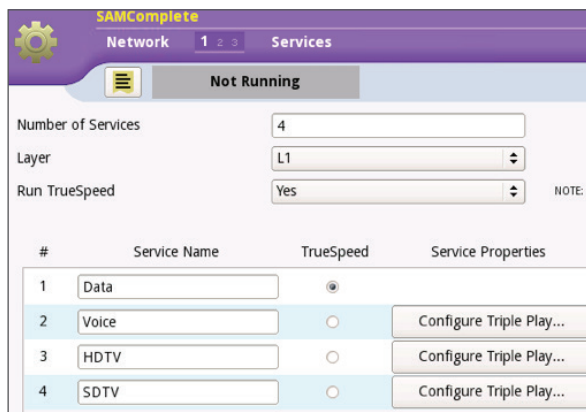 SAMComplete
Network 1 2 3 Services
Not Running
Number of Services 4
Layer L1
Run TrueSpeed Yes NOTE:
# Service Name TrueSpeed Service Properties
1 Data
2 Voice Configure Triple Play...
3 HDTV Configure Triple Play...
4 SDTV Configure Triple Play...